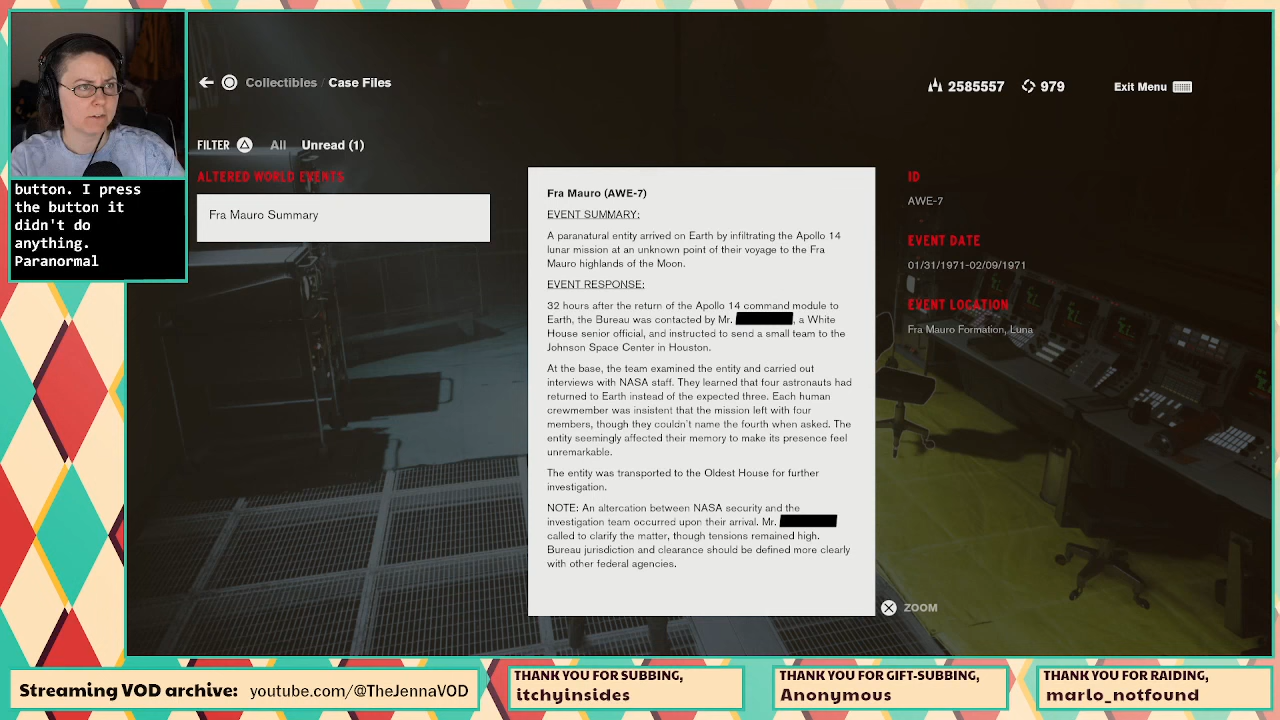 button. I press
the button it
didn't do
anything.
Paranormal
Collectibles / Case Files
2585557
979
Exit Menu
FILTER
All
Unread (1)
ALTERED WORLD EVENTS
Fra Mauro Summary
Fra Mauro (AWE-7)
EVENT SUMMARY:
A paranatural entity arrived on Earth by infiltrating the Apollo 14
lunar mission at an unknown point of their voyage to the Fra
Mauro highlands of the Moon.
EVENT RESPONSE:
32 hours after the return of the Apollo 14 command module to
Earth, the Bureau was contacted by Mr. , a White
House senior official, and instructed to send a small team to the
Johnson Space Center in Houston.
At the base, the team examined the entity and carried out
interviews with NASA staff. They learned that four astronauts had
returned to Earth instead of the expected three. Each human
crewmember was insistent that the mission left with four
members, though they couldn't name the fourth when asked. The
entity seemingly affected their memory to make its presence feel
unremarkable.
The entity was transported to the Oldest House for further
investigation.
NOTE: An altercation between NASA security and the
investigation team occurred upon their arrival. Mr.
called to clarify the matter, though tensions remained high.
Bureau jurisdiction and clearance should be defined more clearly
with other federal agencies.
ZOOM
ID
AWE-7
EVENT DATE
01/31/1971-02/09/1971
EVENT LOCATION
Fra Mauro Formation, Luna
Streaming VOD archive: youtube.com/@TheJennaVOD
THANK YOU FOR SUBBING,
itchyinsides
THANK YOU FOR GIFT-SUBBING,
Anonymous
THANK YOU FOR RAIDING,
marlo_notfound